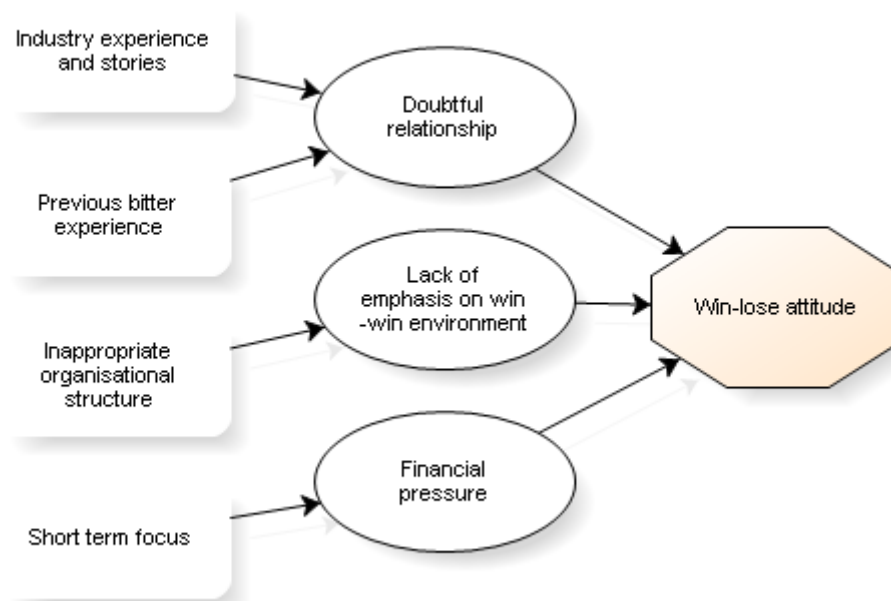 Industry experience
and stories
Previous bitter
experience
Inappropriate
organisational
structure
Short term focus
Doubtful
relationship
Lack of
emphasis on win
-win environment
Financial
pressure
Win-lose attitude